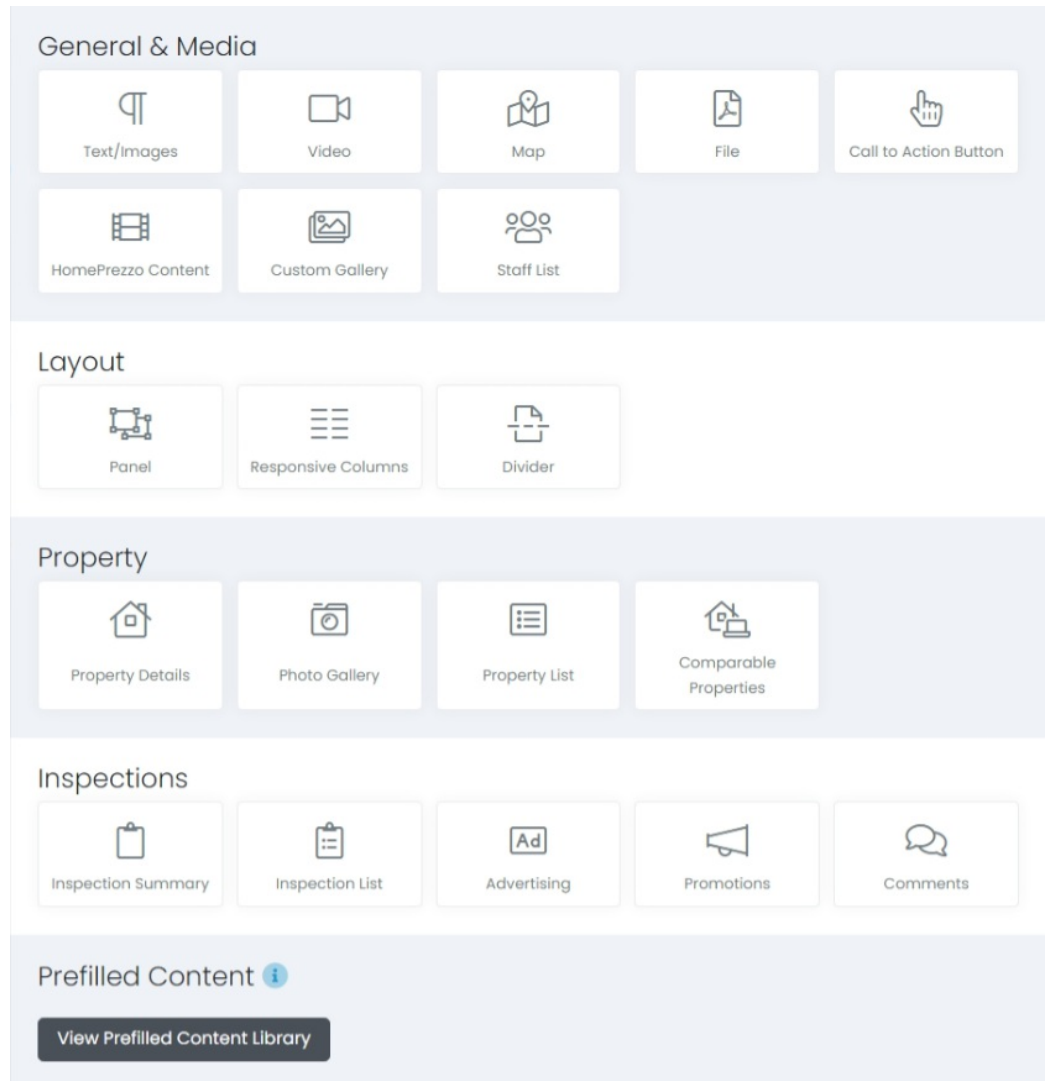 General & Media
Text/Images
Video
Map
File
Call to Action Button
HomePrezzo Content
Custom Gallery
Staff List
Layout
Panel
Responsive Columns
Divider
Property
Property Details
Photo Gallery
Property List
Comparable
Properties
Inspections
Inspection Summary
Inspection List
Ad
Advertising
Promotions
Comments
Prefilled Content i
View Prefilled Content Library